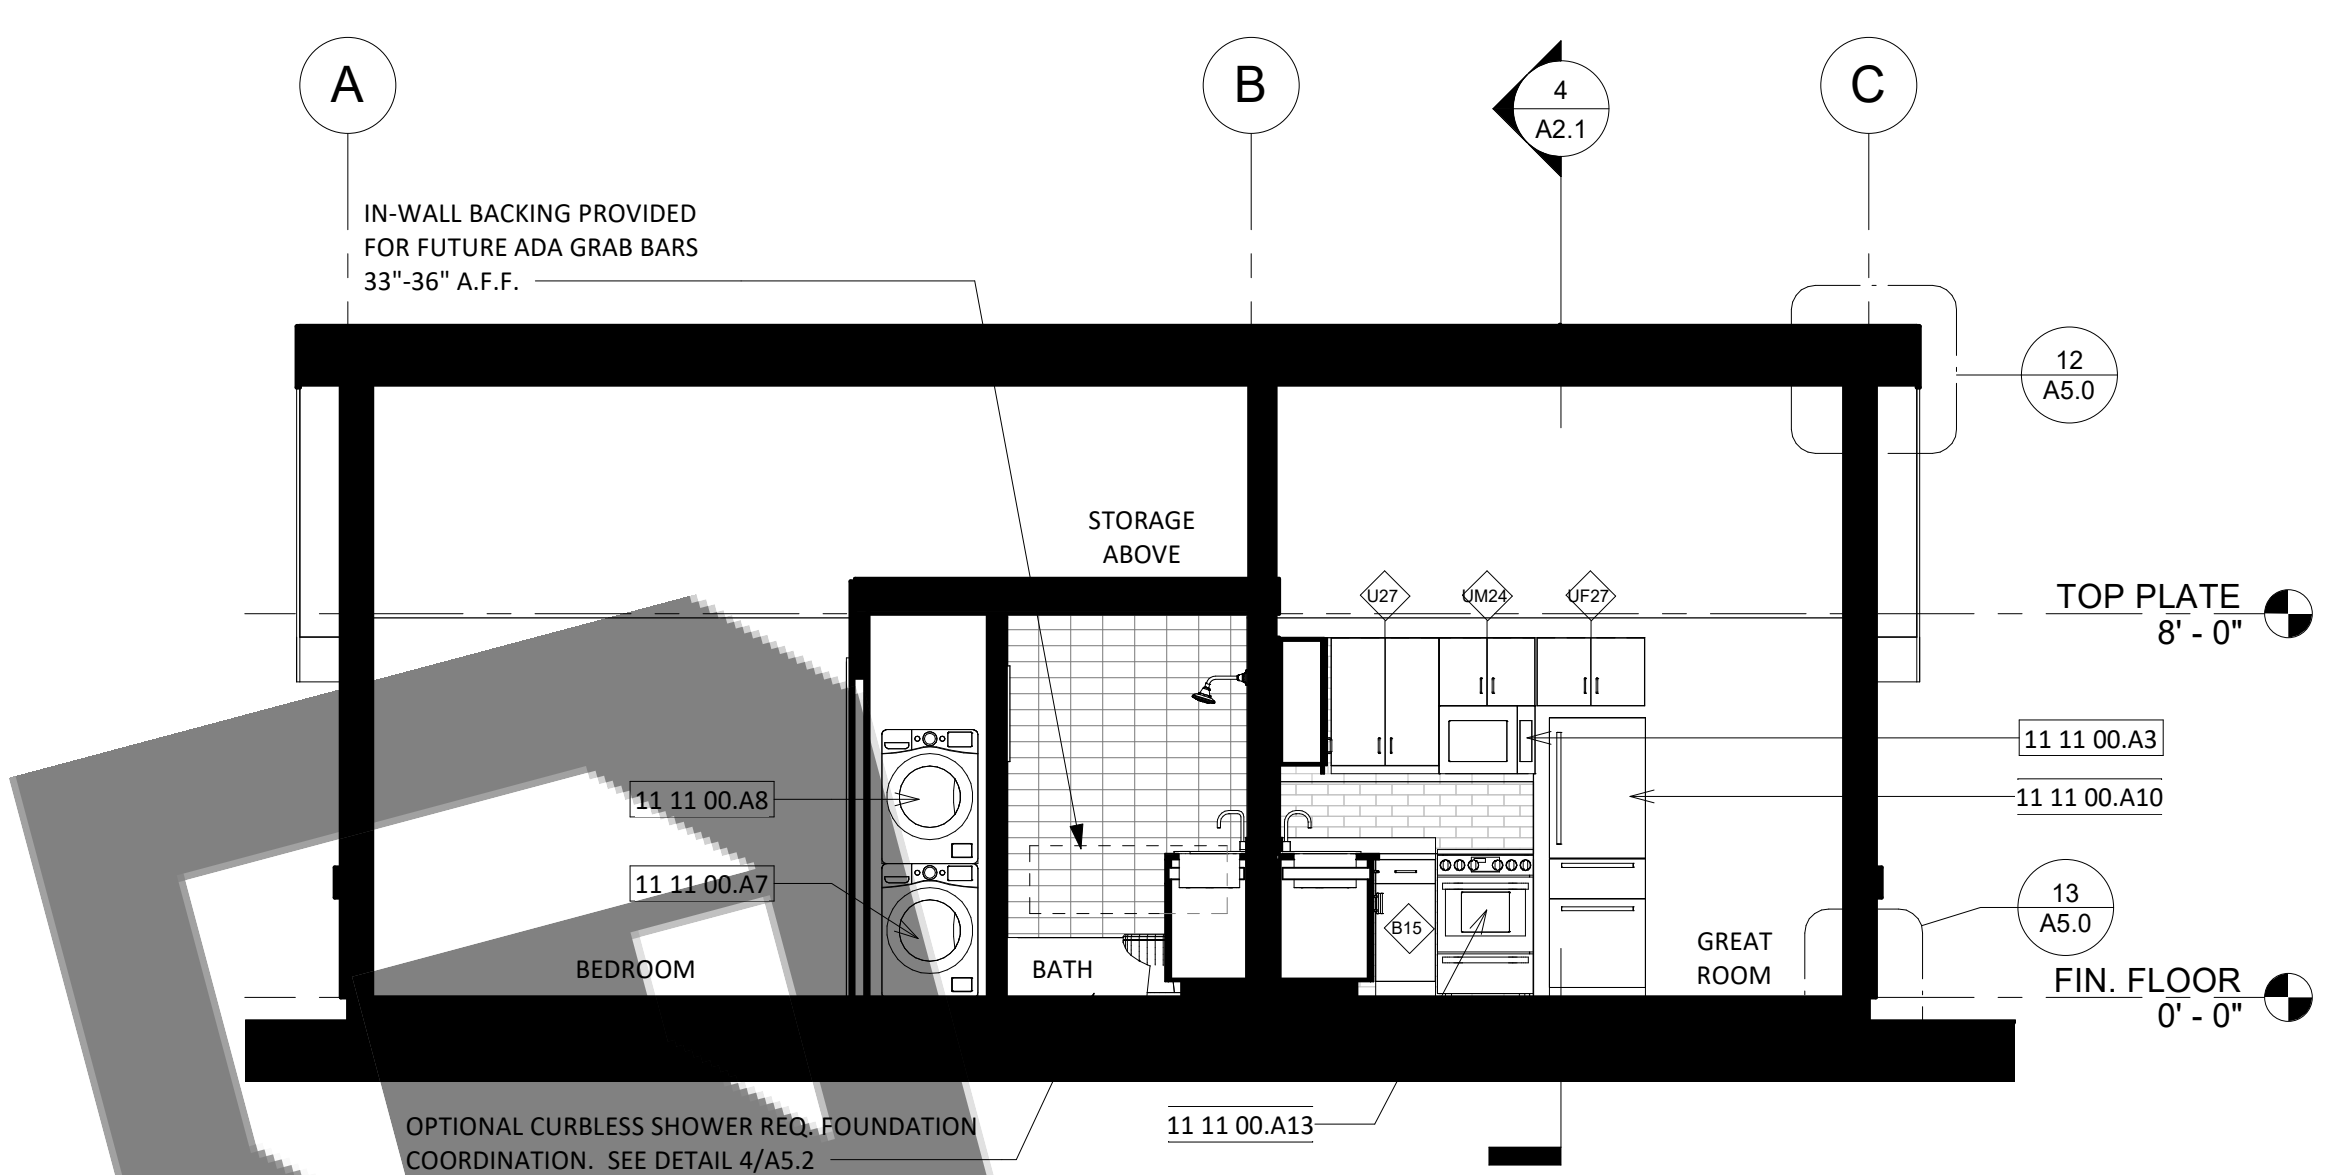 A
B
4
A2.1
C
IN-WALL BACKING PROVIDED
FOR FUTURE ADA GRAB BARS
33"-36" A.F.F.
12
A5.0
STORAGE
ABOVE
U27
UM24
UF27
TOP PLATE
8' - 0"
11 11 00.A3
11 11 00.A10
11 11 00.A8
11 11 00.A7
13
A5.0
B15
GREAT
ROOM
BEDROOM
BATH
FIN. FLOOR
0' - 0"
OPTIONAL CURBLESS SHOWER REQ. FOUNDATION
COORDINATION.  SEE DETAIL 4/A5.2
11 11 00.A13